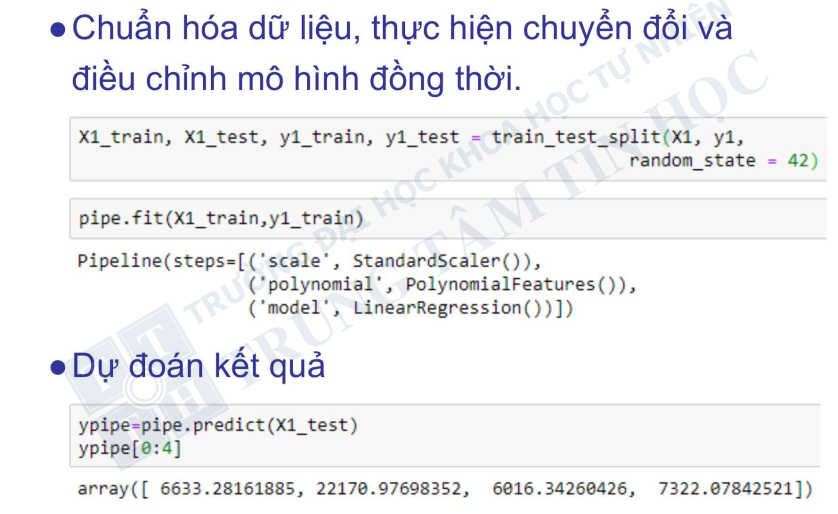 ● Chuẩn hóa dữ liệu, thực hiện chuyển đổi và
điều chỉnh mô hình đồng thời.
X1_train, X1_test, y1_train, y1_test = train_test_split(X1, y1,
random_state = 42)
pipe.fit(X1_train,y1_train)
Pipeline(steps=[('scale', StandardScaler()),
('polynomial', PolynomialFeatures()),
('model', LinearRegression())])
● Dự đoán kết quả
ypipe=pipe.predict(X1_test)
ypipe[0:4]
array([ 6633.28161885, 22170.97698352,  6016.34260426,  7322.07842521])
TRƯỜNG ĐẠI HỌC KHOA HỌC TỰ NHIÊN
TRUNG TÂM TIN HỌC